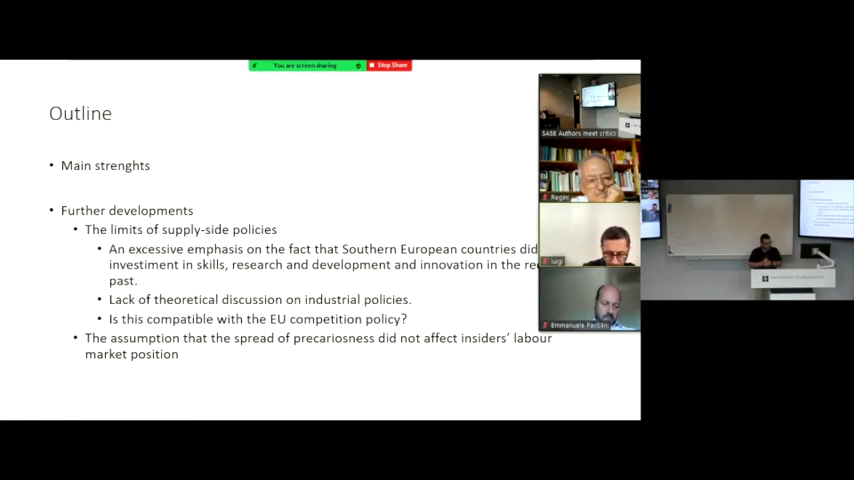 You are screen sharing
Stop Share
Outline
• Main strenghts
• Further developments
• The limits of supply-side policies
• An excessive emphasis on the fact that Southern European countries did
investment in skills, research and development and innovation in the re
past.
• Lack of theoretical discussion on industrial policies.
• Is this compatible with the EU competition policy?
• The assumption that the spread of precariosness did not affect insiders' labour
market position
SASE Authors meet critics
Regini
luigi
Emmanuele Pavolini